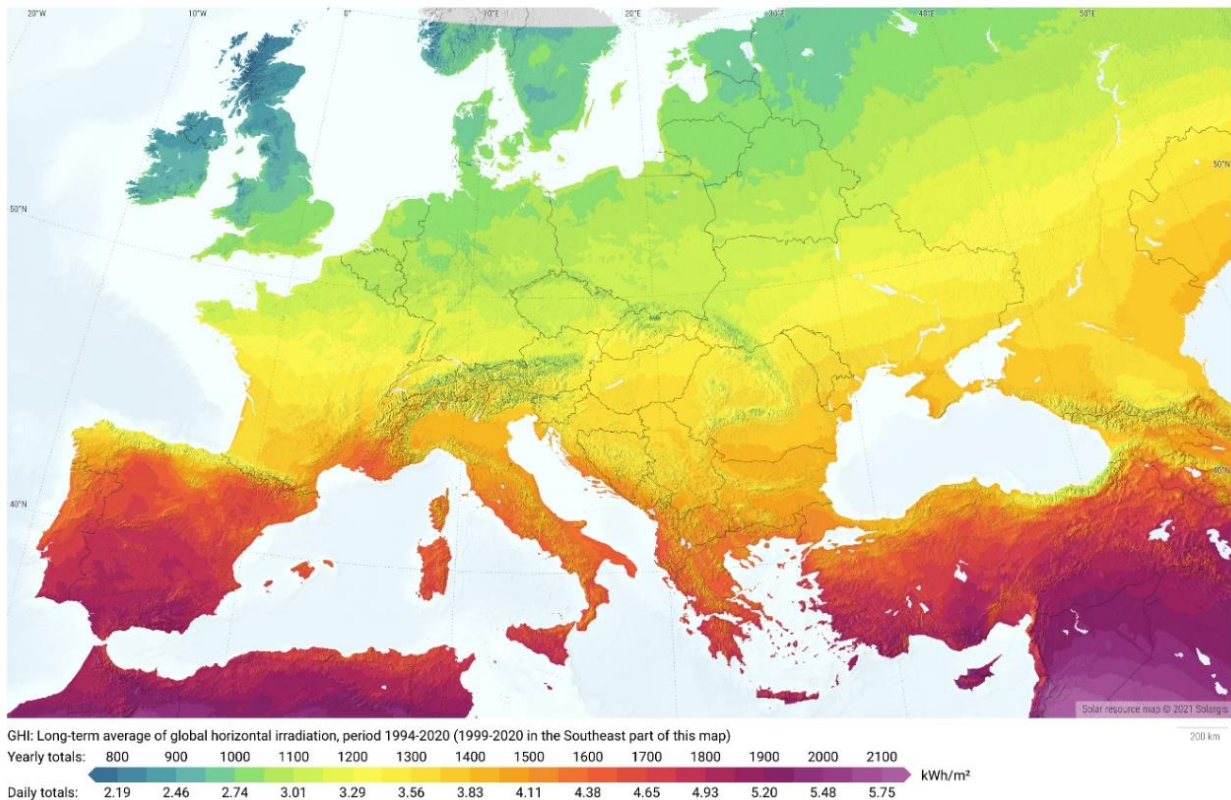 20°W 10°W 0° 10°E 20°E 30°E 40°E 50°E
50°N
50°N
40°N
40°N
Solar resource map © 2021 Solargis
GHI: Long-term average of global horizontal irradiation, period 1994-2020 (1999-2020 in the Southeast part of this map)
200 km
Yearly totals: 800 900 1000 1100 1200 1300 1400 1500 1600 1700 1800 1900 2000 2100
kWh/m²
Daily totals: 2.19 2.46 2.74 3.01 3.29 3.56 3.83 4.11 4.38 4.65 4.93 5.20 5.48 5.75